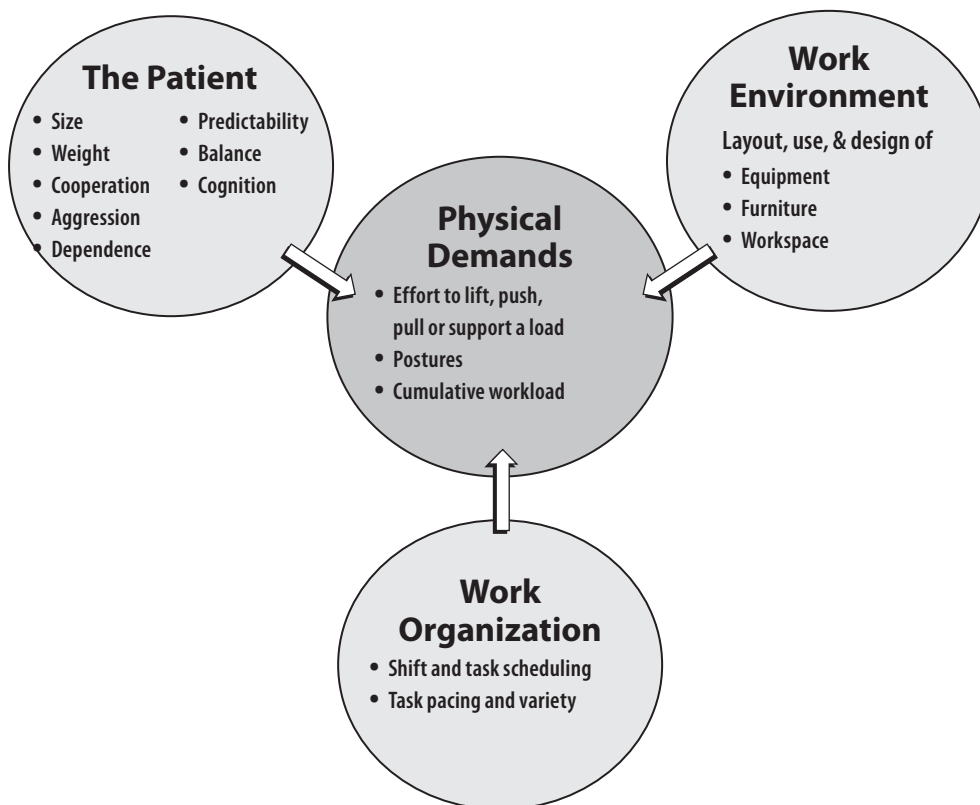 The Patient
• Size
• Weight
• Cooperation
• Aggression
• Dependence
• Predictability
• Balance
• Cognition
Work
Environment
Layout, use, & design of
• Equipment
• Furniture
• Workspace
Physical
Demands
• Effort to lift, push,
pull or support a load
• Postures
• Cumulative workload
Work
Organization
• Shift and task scheduling
• Task pacing and variety